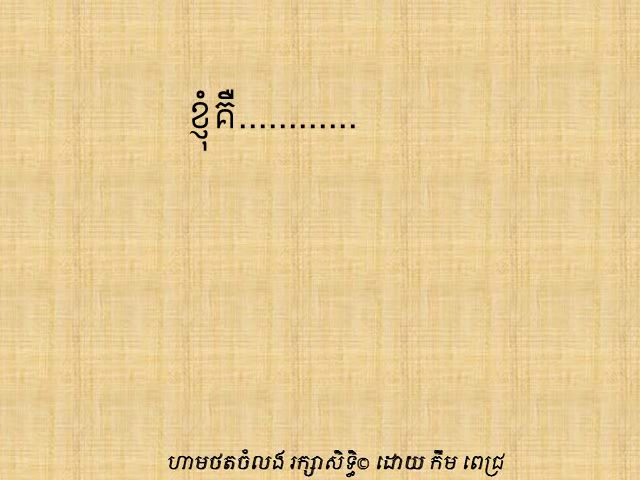 ខ្ញុំគឺ............
ហាមថតចំលង រក្សាសិទ្ធិ© ដោយ កឹម ពេជ្រ